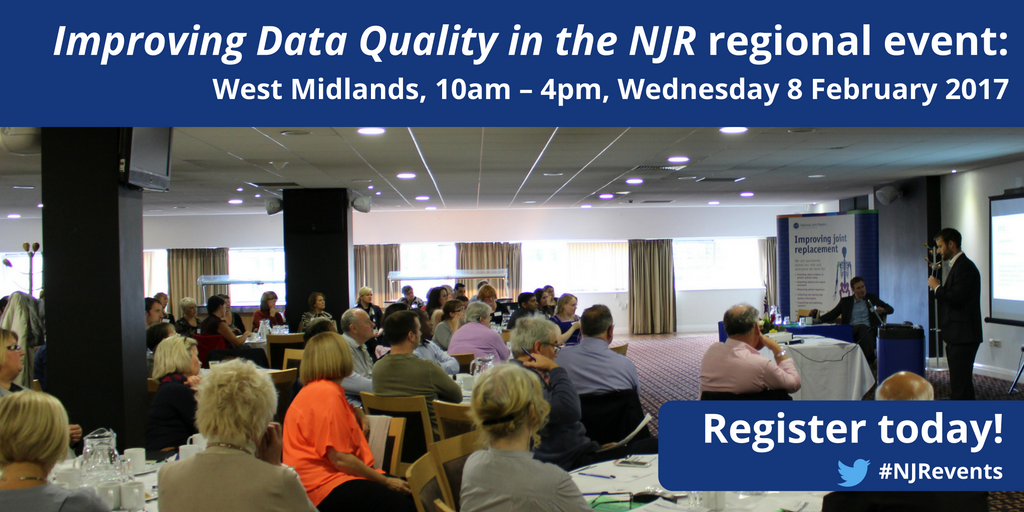 Improving Data Quality in the NJR regional event:
West Midlands, 10am – 4pm, Wednesday 8 February 2017
Improving joint
replacement
Register today!
#NJRevents